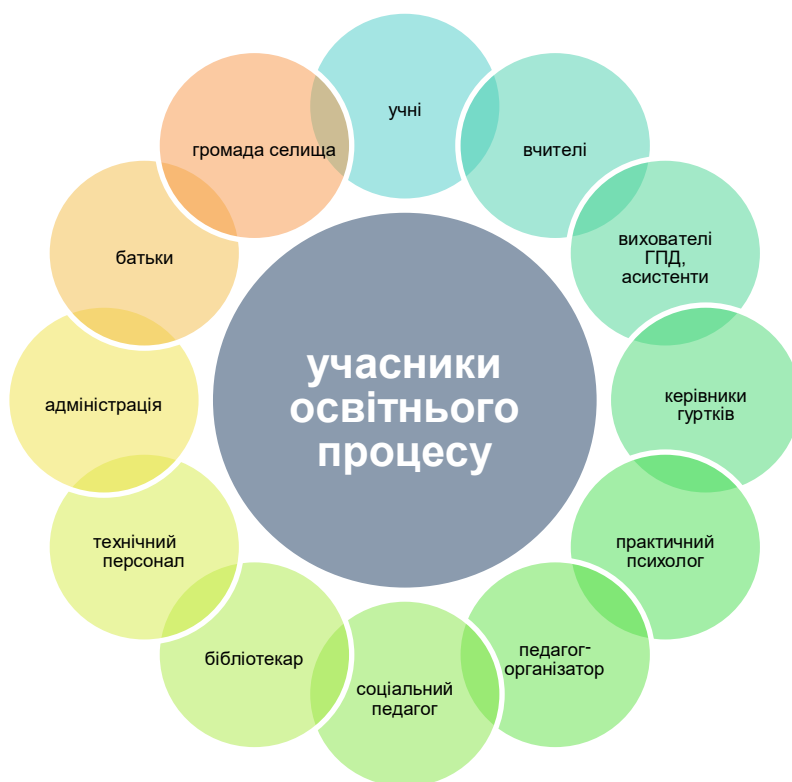 учні
вчителі
вихователі
ГПД,
асистенти
керівники
гуртків
практичний
психолог
педагог-
організатор
соціальний
педагог
бібліотекар
технічний
персонал
адміністрація
батьки
громада селища
учасники
освітнього
процесу